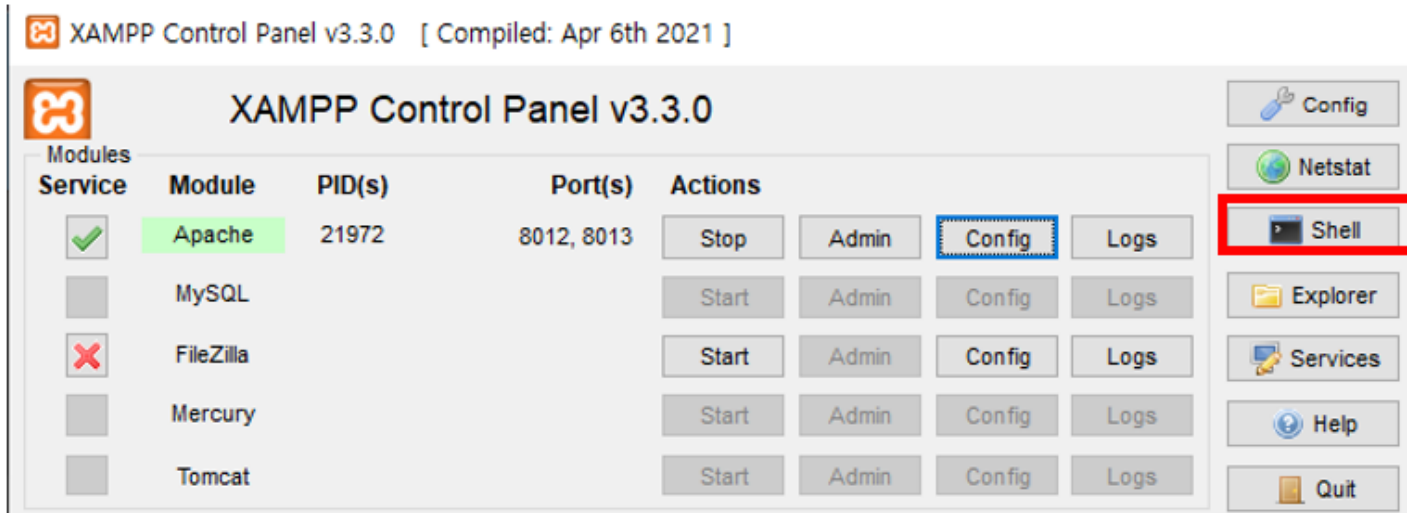 XAMPP Control Panel v3.3.0 [ Compiled: Apr 6th 2021 ]
XAMPP Control Panel v3.3.0
Config
Modules
Service Module PID(s) Port(s) Actions
Netstat
Apache 21972 8012, 8013 Stop Admin Config Logs
Shell
MySQL Start Admin Config Logs
Explorer
FileZilla Start Admin Config Logs
Services
Mercury Start Admin Config Logs
Help
Tomcat Start Admin Config Logs
Quit